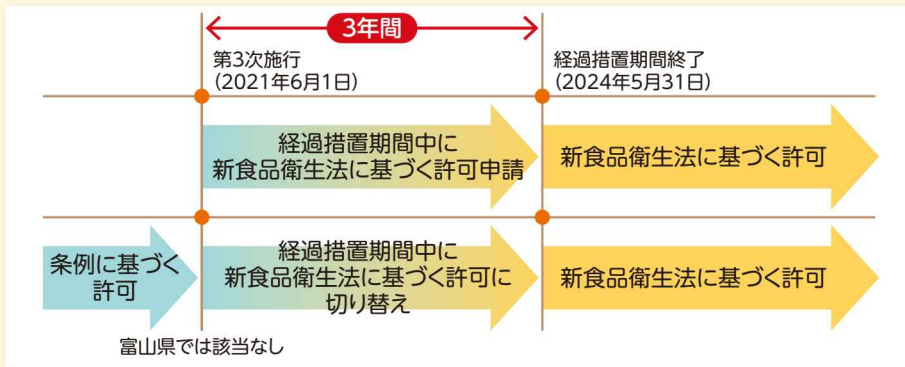 3年間
第3次施行
（2021年6月1日）
経過措置期間終了
（2024年5月31日）
経過措置期間中に
新食品衛生法に基づく許可申請
新食品衛生法に基づく許可
条例に基づく
許可
経過措置期間中に
新食品衛生法に基づく許可に
切り替え
新食品衛生法に基づく許可
富山県では該当なし